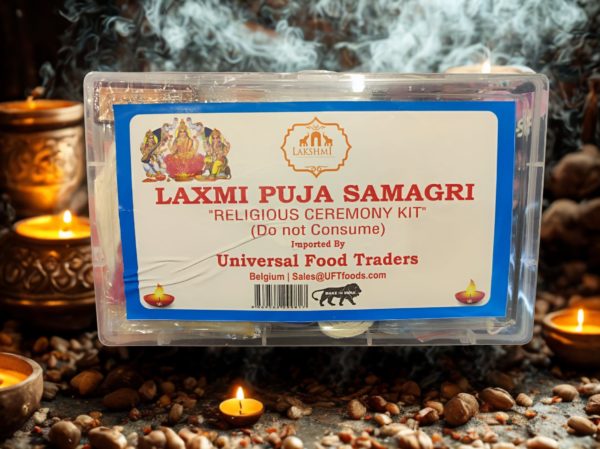 LAKSHMI
LAXMI PUJA SAMAGRI
"RELIGIOUS CEREMONY KIT"
(Do not Consume)
Imported By
Universal Food Traders
Belgium | Sales@UFTfoods.com
MAKE IN INDIA